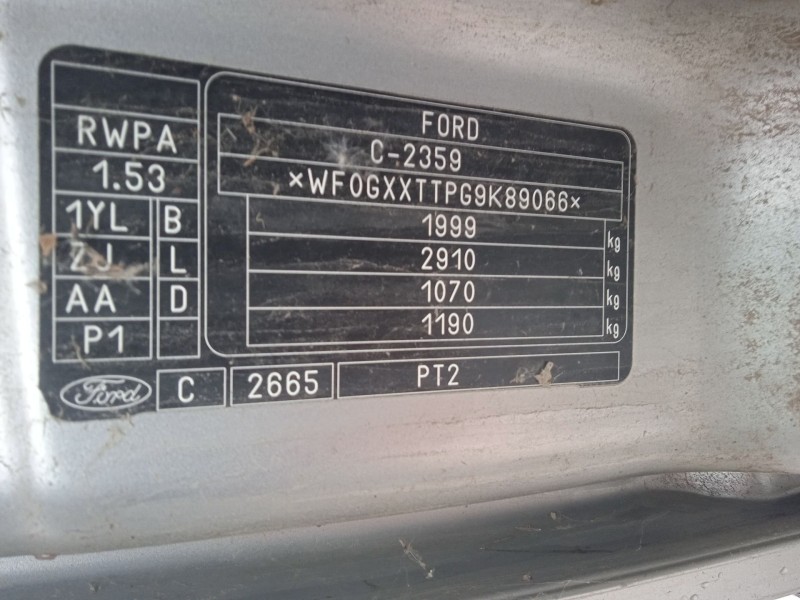 RWPA
1.53
1YL B
ZJ L
AA D
P1
FORD
C-2359
×WF0GXXTTPG9K89066×
1999 kg
2910 kg
1070 kg
1190 kg
Ford C 2665 PT2